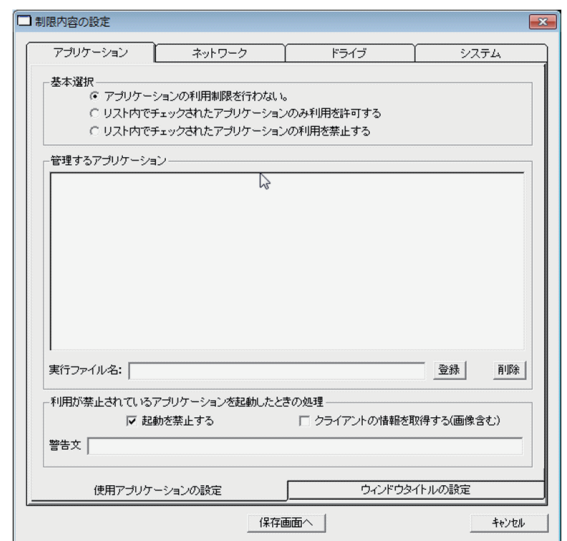 制限内容の設定
アプリケーション
ネットワーク
ドライブ
システム
基本選択
アプリケーションの利用制限を行わない。
リスト内でチェックされたアプリケーションのみ利用を許可する
リスト内でチェックされたアプリケーションの利用を禁止する
管理するアプリケーション
実行ファイル名:
登録
削除
利用が禁止されているアプリケーションを起動したときの処理
起動を禁止する
クライアントの情報を取得する(画像含む)
警告文
使用アプリケーションの設定
ウィンドウタイトルの設定
保存画面へ
キャンセル